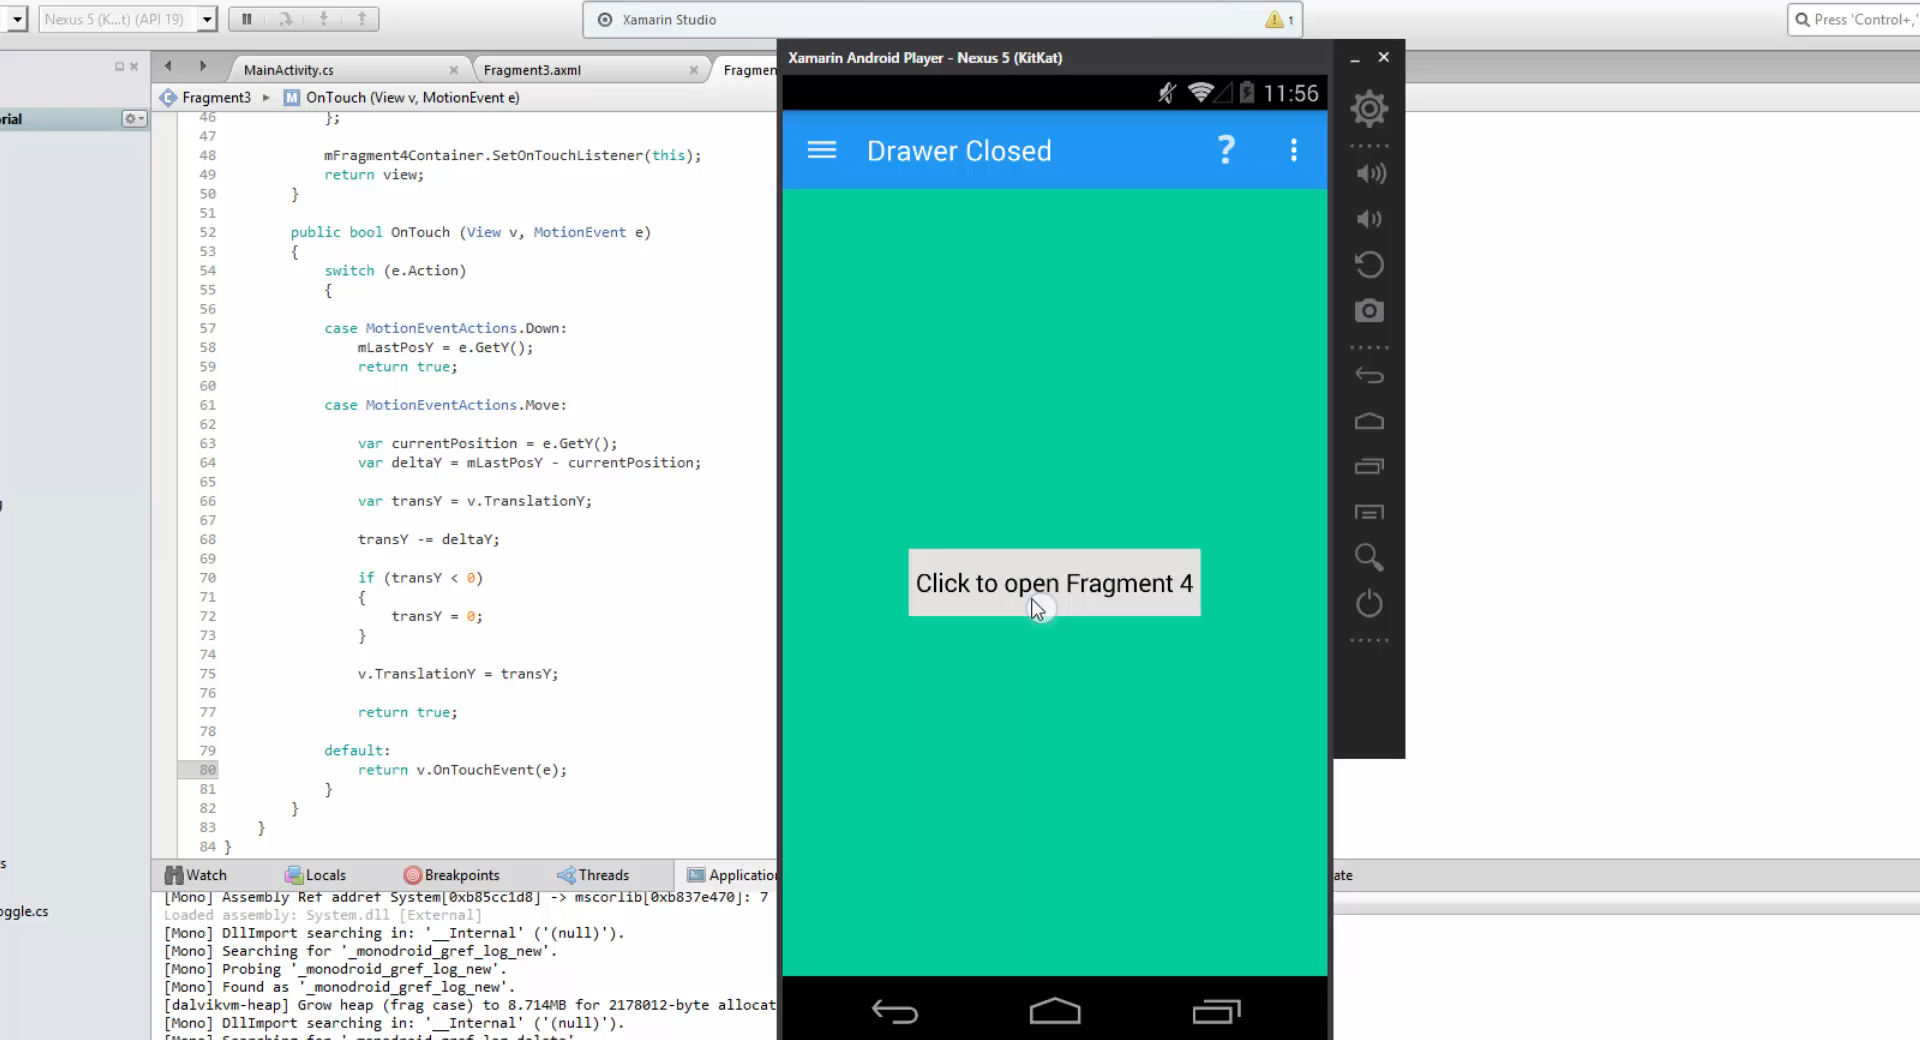 Nexus 5 (K...t) (API 19)
Xamarin Studio
1
Press 'Control+,'
MainActivity.cs
Fragment3.axml
Fragmen
Fragment3
OnTouch (View v, MotionEvent e)
orial
46 };
47
48 mFragment4Container.SetOnTouchListener(this);
49 return view;
50 }
51
52 public bool OnTouch (View v, MotionEvent e)
53 {
54 switch (e.Action)
55 {
56
57 case MotionEventActions.Down:
58 mLastPosY = e.GetY();
59 return true;
60
61 case MotionEventActions.Move:
62
63 var currentPosition = e.GetY();
64 var deltaY = mLastPosY - currentPosition;
65
66 var transY = v.TranslationY;
67
68 transY -= deltaY;
69
70 if (transY < 0)
71 {
72 transY = 0;
73 }
74
75 v.TranslationY = transY;
76
77 return true;
78
79 default:
80 return v.OnTouchEvent(e);
81 }
82 }
83 }
84 }
Watch
Locals
Breakpoints
Threads
Application
ate
oggle.cs
[Mono] Assembly Ref addref System[0xb85cc1d8] -> mscorlib[0xb837e470]: 7
Loaded assembly: System.dll [External]
[Mono] DllImport searching in: '__Internal' ('(null)').
[Mono] Searching for '_monodroid_gref_log_new'.
[Mono] Probing '_monodroid_gref_log_new'.
[Mono] Found as '_monodroid_gref_log_new'.
[dalvikvm-heap] Grow heap (frag case) to 8.714MB for 2178012-byte allocat
[Mono] DllImport searching in: '__Internal' ('(null)').
[Mono] Searching for '_monodroid_gref_log_delete'
Xamarin Android Player - Nexus 5 (KitKat)
11:56
Drawer Closed
?
Click to open Fragment 4